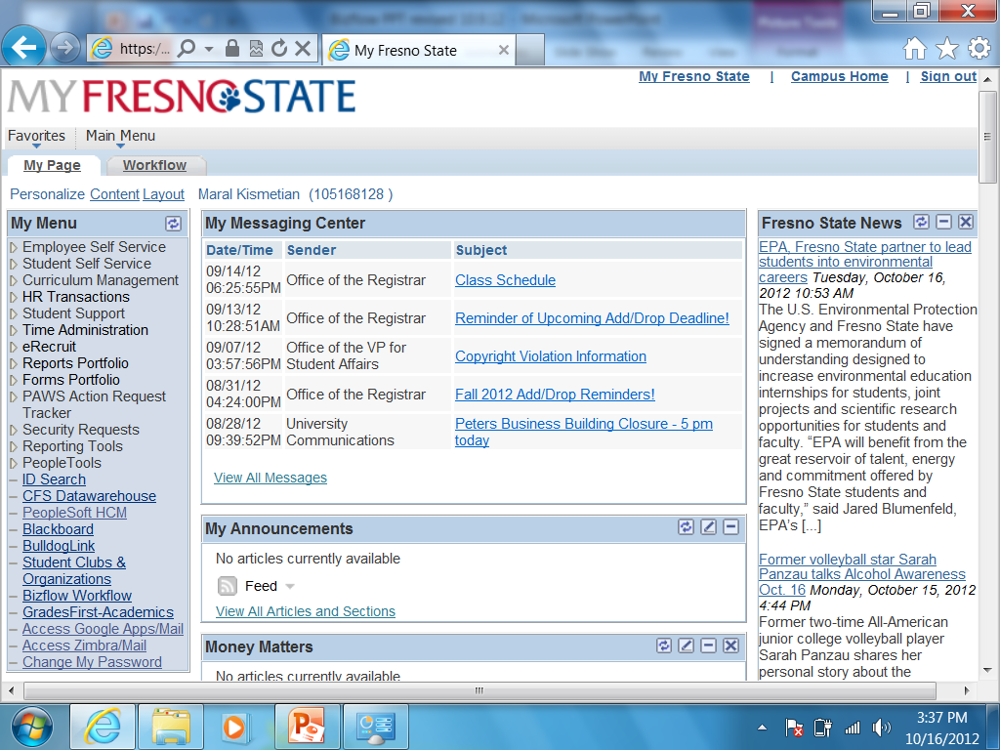 BizFlow PPT revised 10.9.12 - Microsoft PowerPoint
Picture Tools
Slide Show Review View Format
https:/...
My Fresno State
My Fresno State | Campus Home | Sign out
MY FRESNO STATE
Favorites Main Menu
My Page Workflow
Personalize Content Layout Maral Kismetian (105168128 )
My Menu
Employee Self Service
Student Self Service
Curriculum Management
HR Transactions
Student Support
Time Administration
eRecruit
Reports Portfolio
Forms Portfolio
PAWS Action Request
Tracker
Security Requests
Reporting Tools
PeopleTools
ID Search
CFS Datawarehouse
PeopleSoft HCM
Blackboard
BulldogLink
Student Clubs &
Organizations
Bizflow Workflow
GradesFirst-Academics
Access Google Apps/Mail
Access Zimbra/Mail
Change My Password
My Messaging Center
Date/Time Sender Subject
09/14/12
06:25:55PM Office of the Registrar Class Schedule
09/13/12
10:28:51AM Office of the Registrar Reminder of Upcoming Add/Drop Deadline!
09/07/12 Office of the VP for
03:57:56PM Student Affairs Copyright Violation Information
08/31/12
04:24:00PM Office of the Registrar Fall 2012 Add/Drop Reminders!
08/28/12 University Peters Business Building Closure - 5 pm
09:39:52PM Communications today
View All Messages
My Announcements
No articles currently available
Feed
View All Articles and Sections
Money Matters
No articles currently available
Fresno State News
EPA, Fresno State partner to lead
students into environmental
careers Tuesday, October 16,
2012 10:53 AM
The U.S. Environmental Protection
Agency and Fresno State have
signed a memorandum of
understanding designed to
increase environmental education
internships for students, joint
projects and scientific research
opportunities for students and
faculty. “EPA will benefit from the
great reservoir of talent, energy
and commitment offered by
Fresno State students and
faculty,” said Jared Blumenfeld,
EPA’s [...]
Former volleyball star Sarah
Panzau talks Alcohol Awareness
Oct. 16 Monday, October 15, 2012
4:44 PM
Former two-time All-American
junior college volleyball player
Sarah Panzau shares her
personal story about the
3:37 PM
10/16/2012